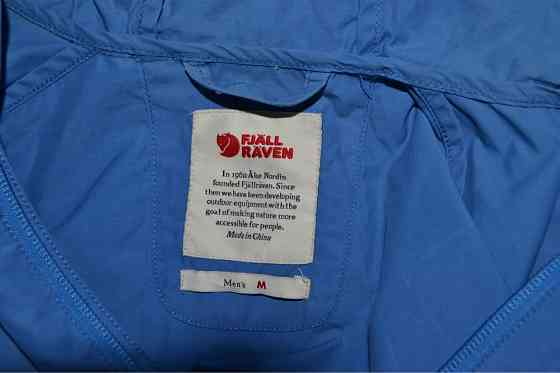 FJÄLL
RÄVEN
In 1960 Åke Nordin
founded Fjällräven. Since
then we have been developing
outdoor equipment with the
goal of making nature more
accessible for people.
Made in China
Men's M